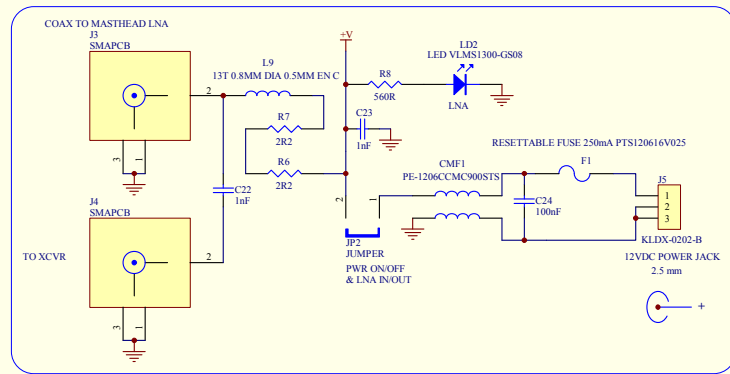 COAX TO MASTHEAD LNA
J3
SMAPCB
2
3
1
L9
13T 0.8MM DIA 0.5MM EN C
R7
2R2
R6
2R2
C22
1nF
+V
R8
560R
LD2
LED VLMS1300-GS08
LNA
C23
1nF
RESETTABLE FUSE 250mA PTS120616V025
CMF1
PE-1206CCMC900STS
F1
C24
100nF
J5
1
2
3
KLDX-0202-B
12VDC POWER JACK
2.5 mm
+
2
1
JP2
JUMPER
PWR ON/OFF
& LNA IN/OUT
J4
SMAPCB
TO XCVR
2
3
1